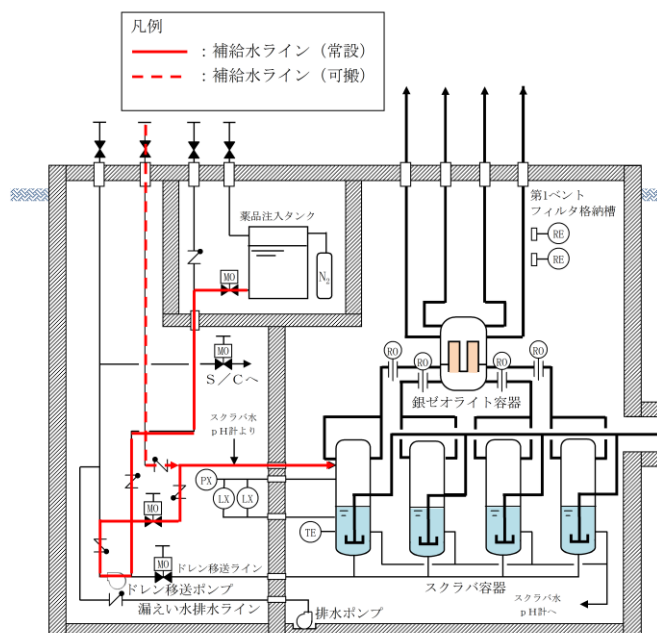 凡例
：補給水ライン（常設）
：補給水ライン（可搬）
第1ベント
フィルタ格納槽
RE
RE
薬品注入タンク
MO
N2
MO
S／Cへ
RO
RO
RO
RO
銀ゼオライト容器
スクラバ水
pH計より
PX
LX
LX
MO
TE
MO
ドレン移送ライン
ドレン移送ポンプ
漏えい水排水ライン
排水ポンプ
スクラバ容器
スクラバ水
pH計へ